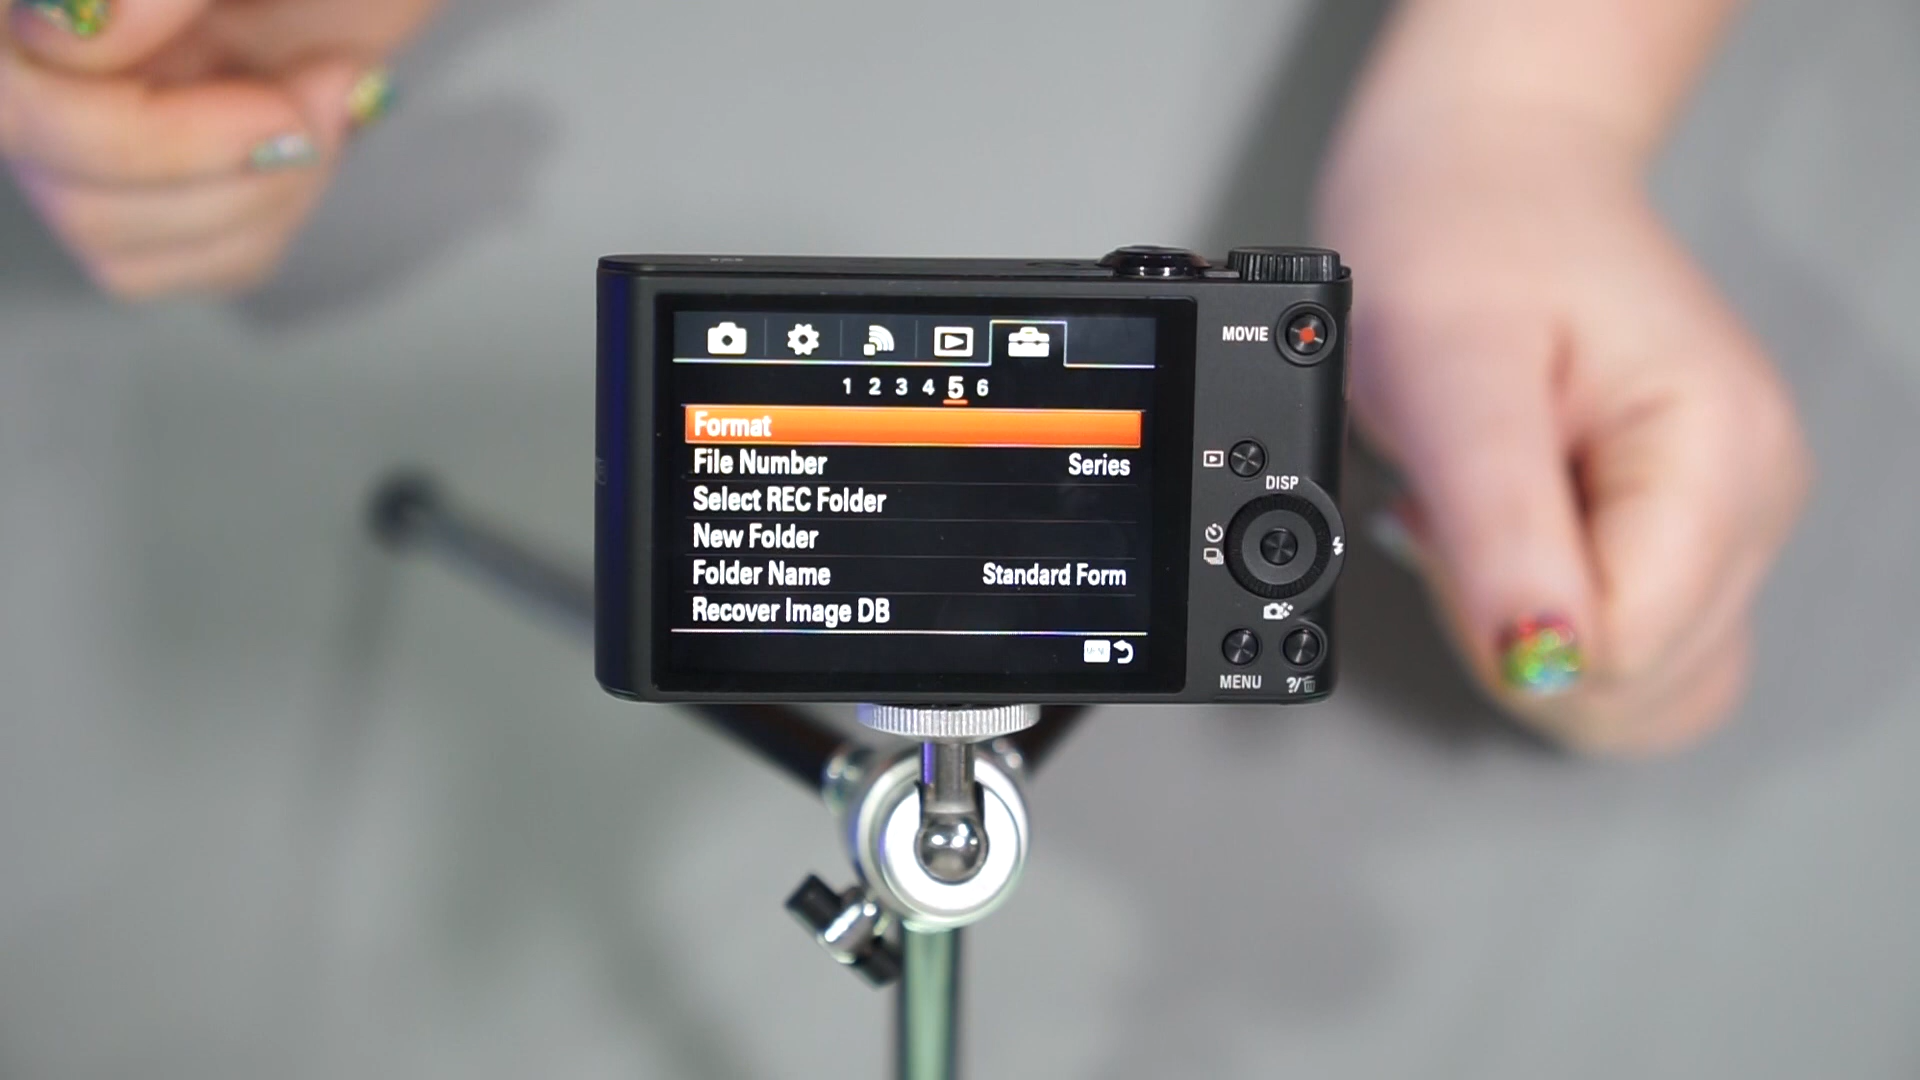 MOVIE
1 2 3 4 5 6
Format
File Number Series
Select REC Folder
New Folder
Folder Name Standard Form
Recover Image DB
MENU
DISP
MENU ?/